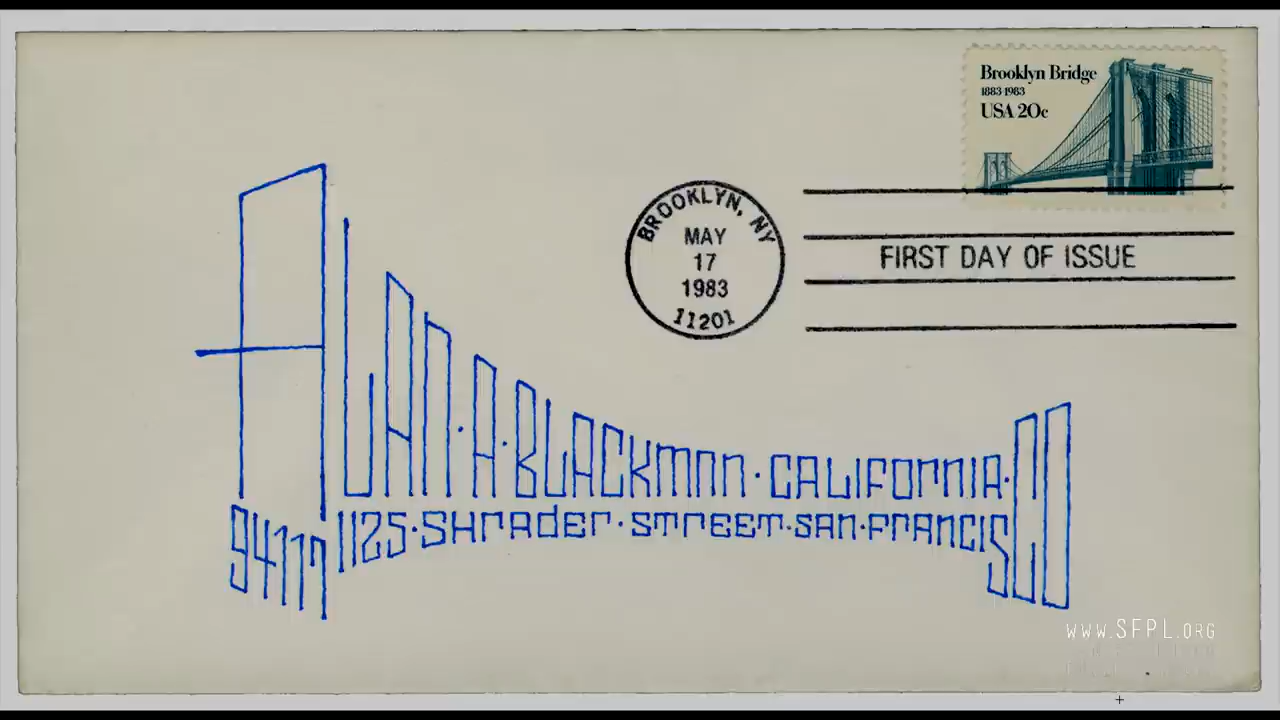 Brooklyn Bridge
1883-1983
USA 20c
BROOKLYN, NY
MAY
17
1983
11201
FIRST DAY OF ISSUE
ALAN·A·BLACKMAN·CALIFORNIA·
94117 1125·SHRADER·STREET·SAN·FRANCISCO
www.SFPL.org